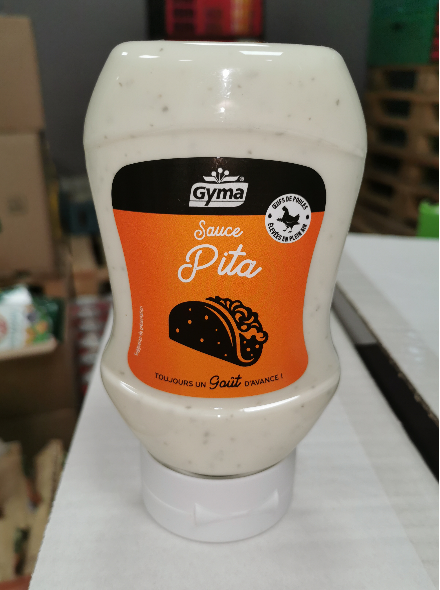 Gyma
ŒUFS DE POULES
ÉLEVÉES EN PLEIN AIR
Sauce
Pita
TOUJOURS UN Goût D'AVANCE !